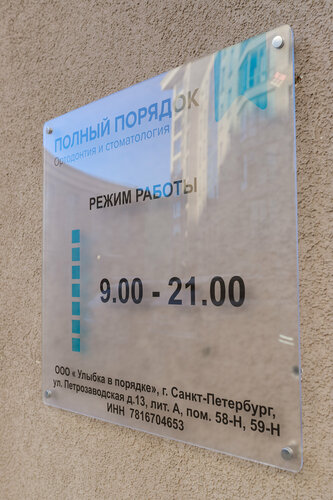 ПОЛНЫЙ ПОРЯДОК
Ортодонтия и стоматология
РЕЖИМ РАБОТЫ
9.00 - 21.00
ООО « Улыбка в порядке», г. Санкт-Петербург,
ул. Петрозаводская д.13, лит. А, пом. 58-Н, 59-Н
ИНН 7816704653